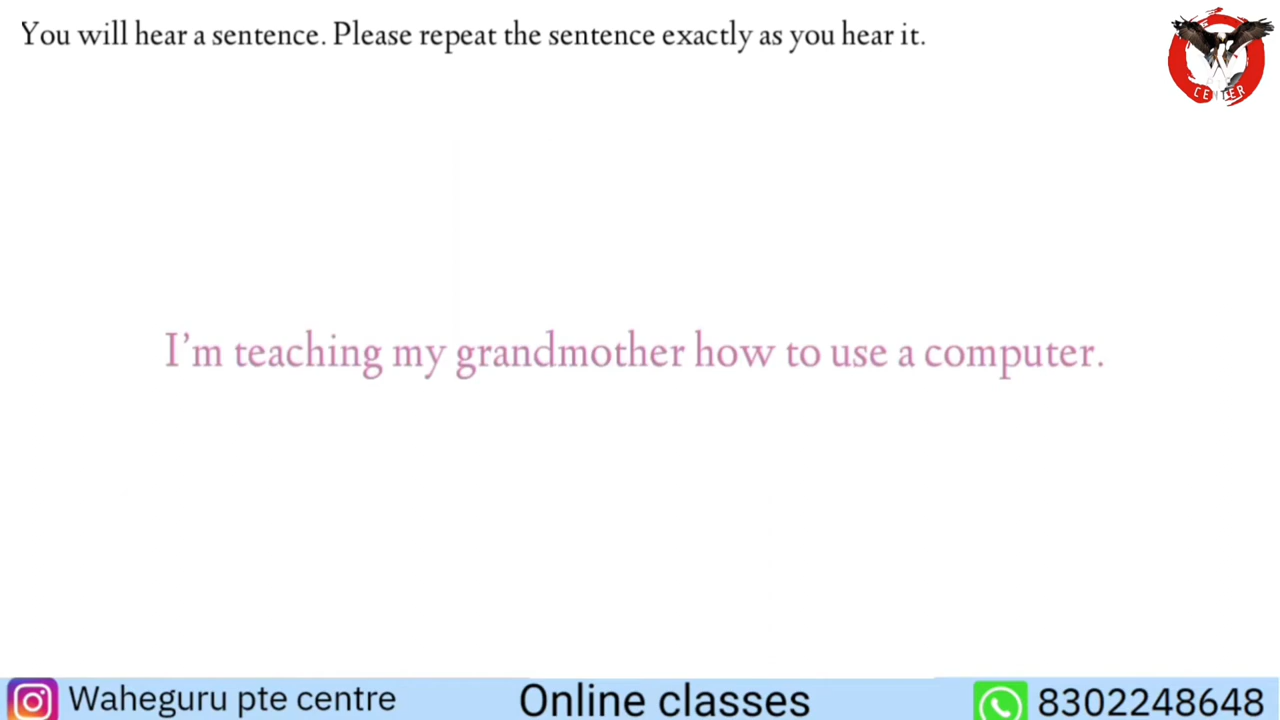 You will hear a sentence. Please repeat the sentence exactly as you hear it.
CENTER
I'm teaching my grandmother how to use a computer.
Waheguru pte centre
Online classes
8302248648